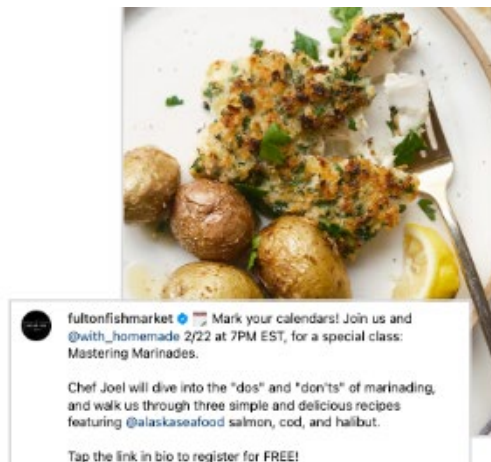 fultonfishmarket 🗓️ Mark your calendars! Join us and
@with_homemade 2/22 at 7PM EST, for a special class:
Mastering Marinades.
Chef Joel will dive into the "dos" and "don'ts" of marinading,
and walk us through three simple and delicious recipes
featuring @alaskaseafood salmon, cod, and halibut.
Tap the link in bio to register for FREE!